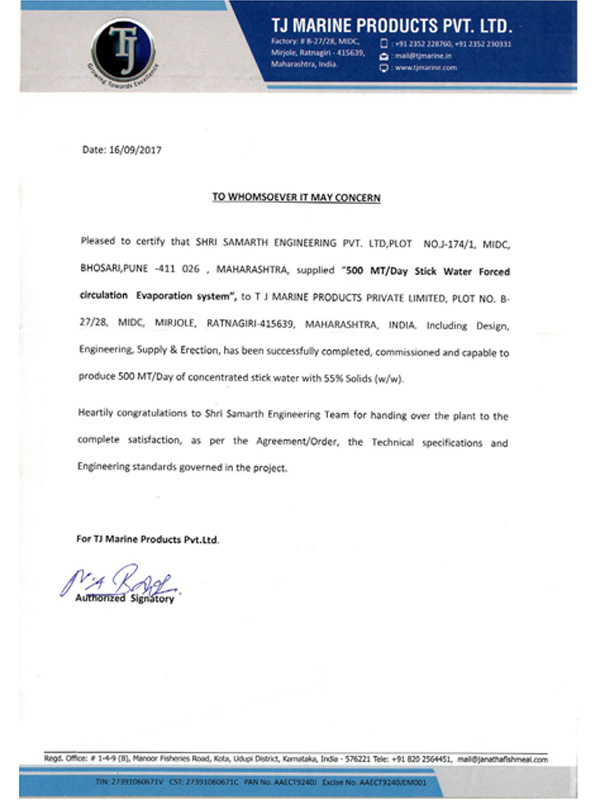 TJ MARINE PRODUCTS PVT. LTD.
Factory: # B-27/28, MIDC,
Mirjole, Ratnagiri - 415639,
Maharashtra, India.
: +91 2352 228760, +91 2352 230331
: mail@tjmarine.in
: www.tjmarine.com
TJ
Growing Towards Excellence
Date: 16/09/2017
TO WHOMSOEVER IT MAY CONCERN
Pleased to certify that SHRI SAMARTH ENGINEERING PVT. LTD,PLOT NO.J-174/1, MIDC,
BHOSARI,PUNE -411 026 , MAHARASHTRA, supplied "500 MT/Day Stick Water Forced
circulation Evaporation system", to T J MARINE PRODUCTS PRIVATE LIMITED, PLOT NO. B-
27/28, MIDC, MIRJOLE, RATNAGIRI-415639, MAHARASHTRA, INDIA. Including Design,
Engineering, Supply & Erection, has been successfully completed, commissioned and capable to
produce 500 MT/Day of concentrated stick water with 55% Solids (w/w).
Heartily congratulations to Shri Samarth Engineering Team for handing over the plant to the
complete satisfaction, as per the Agreement/Order, the Technical specifications and
Engineering standards governed in the project.
For TJ Marine Products Pvt.Ltd.
Authorized Signatory
Regd. Office: # 1-4-9 (B), Manoor Fisheries Road, Kota, Udupi District, Karnataka, India - 576221 Tele: +91 820 2564451, mail@janathafishmeal.com
TIN: 27391060671V CST: 27391060671C PAN No. AAECT9240J Excise No. AAECT9240JEM001